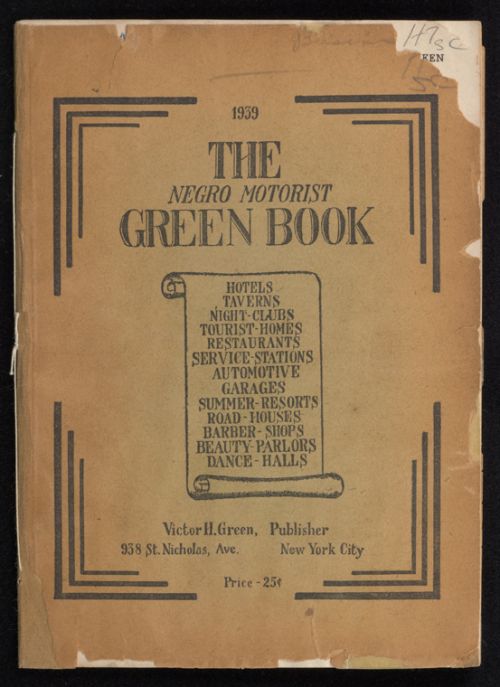 HSC
EEN
1939
THE
NEGRO MOTORIST
GREEN BOOK
HOTELS
TAVERNS
NIGHT-CLUBS
TOURIST-HOMES
RESTAURANTS
SERVICE-STATIONS
AUTOMOTIVE
GARAGES
SUMMER-RESORTS
ROAD-HOUSES
BARBER-SHOPS
BEAUTY-PARLORS
DANCE-HALLS
Victor H. Green, Publisher
938 St. Nicholas, Ave. New York City
Price - 25¢